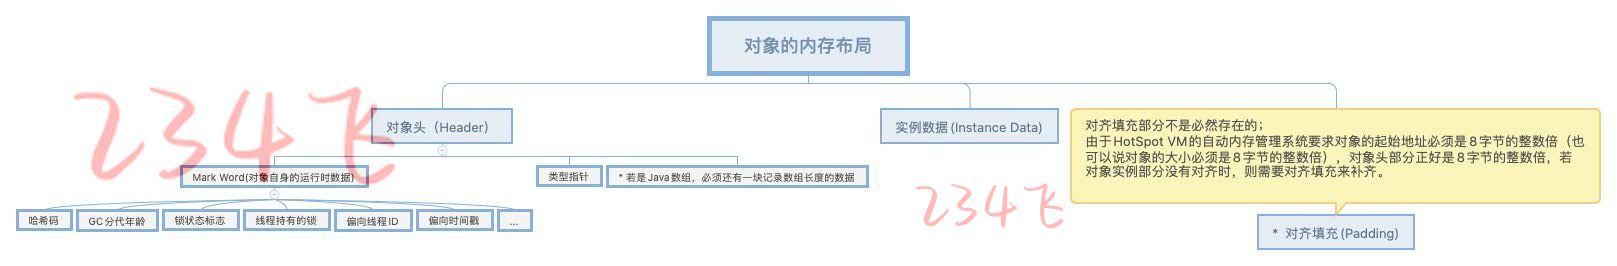 对象的内存布局
对象头（Header）
实例数据 (Instance Data)
对齐填充部分不是必然存在的；
由于HotSpot VM的自动内存管理系统要求对象的起始地址必须是8字节的整数倍（也
可以说对象的大小必须是8字节的整数倍），对象头部分正好是8字节的整数倍，若
对象实例部分没有对齐时，则需要对齐填充来补齐。
* 对齐填充 (Padding)
Mark Word(对象自身的运行时数据)
类型指针
* 若是Java数组，必须还有一块记录数组长度的数据
哈希码
GC分代年龄
锁状态标志
线程持有的锁
偏向线程ID
偏向时间戳
...
234飞
234飞